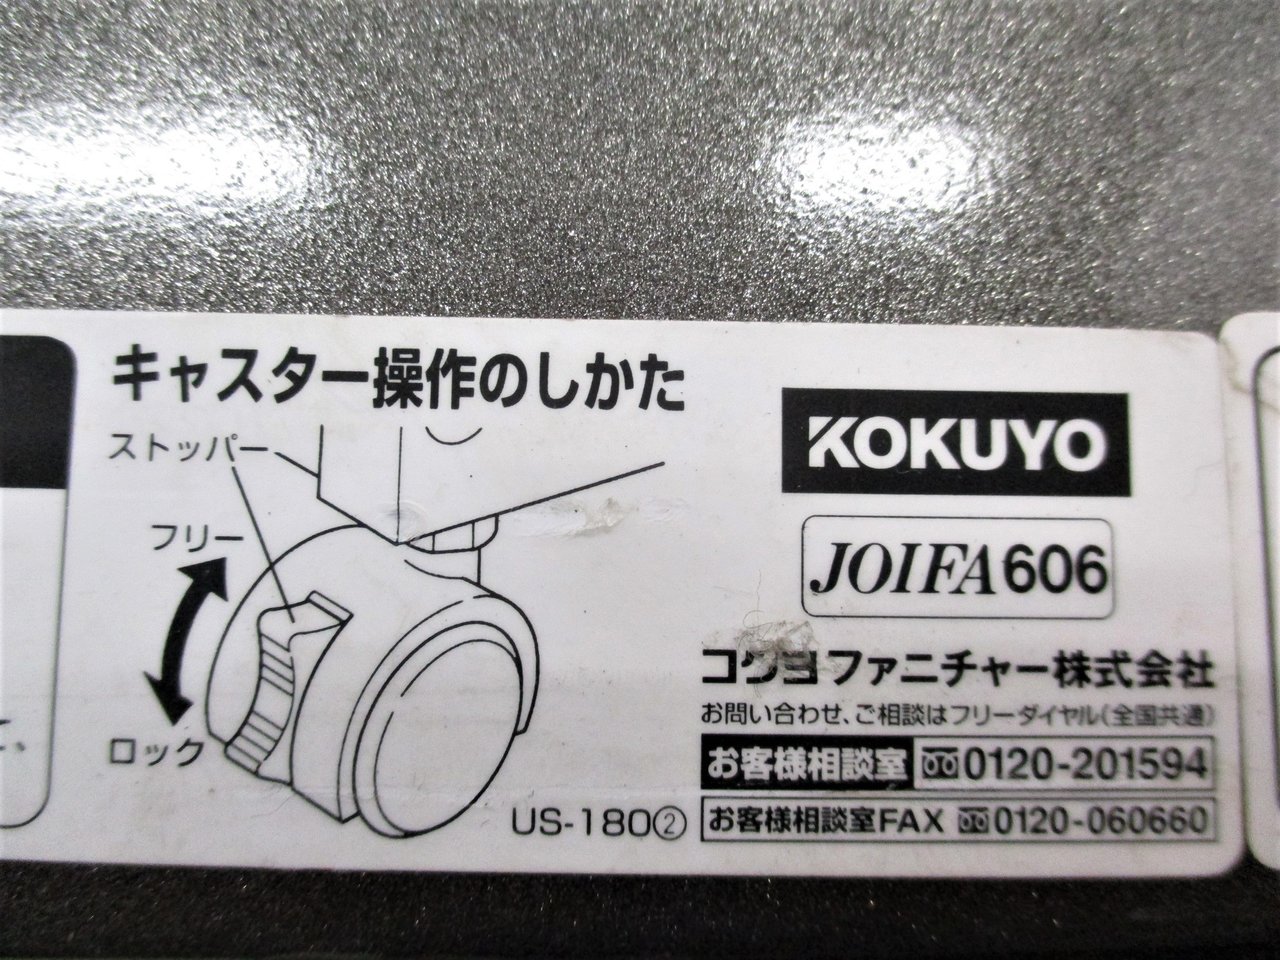 キャスター操作のしかた
ストッパー
フリー
ロック
US-180②
KOKUYO
JOIFA606
コクヨファニチャー株式会社
お問い合わせ、ご相談はフリーダイヤル(全国共通)
お客様相談室 0120-201594
お客様相談室FAX 0120-060660